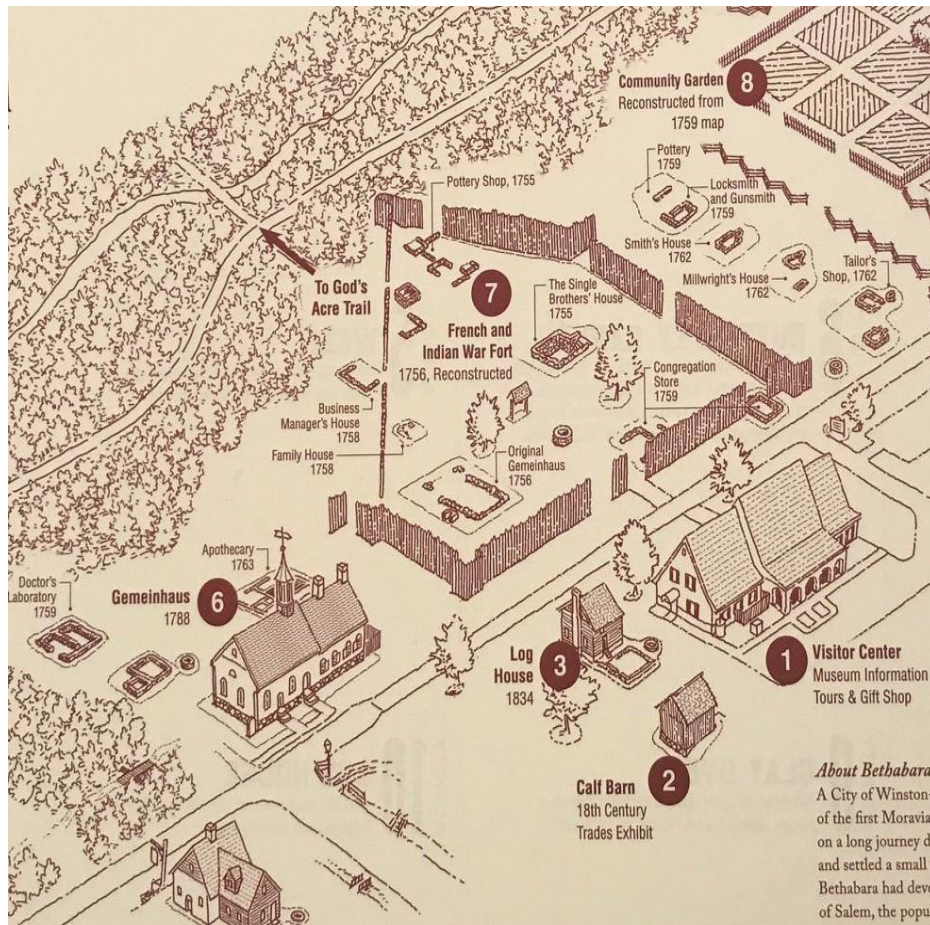 8
Community Garden
Reconstructed from
1759 map
Pottery
1759
Locksmith
and Gunsmith
1759
Smith's House
1762
Millwright's House
1762
Tailor's
Shop, 1762
Pottery Shop, 1755
To God's
Acre Trail
7
French and
Indian War Fort
1756, Reconstructed
The Single
Brothers' House
1755
Congregation
Store
1759
Business
Manager's House
1758
Family House
1758
Original
Gemeinhaus
1756
Apothecary
1763
Doctor's
Laboratory
1759
6
Gemeinhaus
1788
3
Log
House
1834
1
Visitor Center
Museum Information
Tours & Gift Shop
2
Calf Barn
18th Century
Trades Exhibit
About Bethabara
A City of Winston-
of the first Moravia
on a long journey d
and settled a small
Bethabara had deve
of Salem, the popu